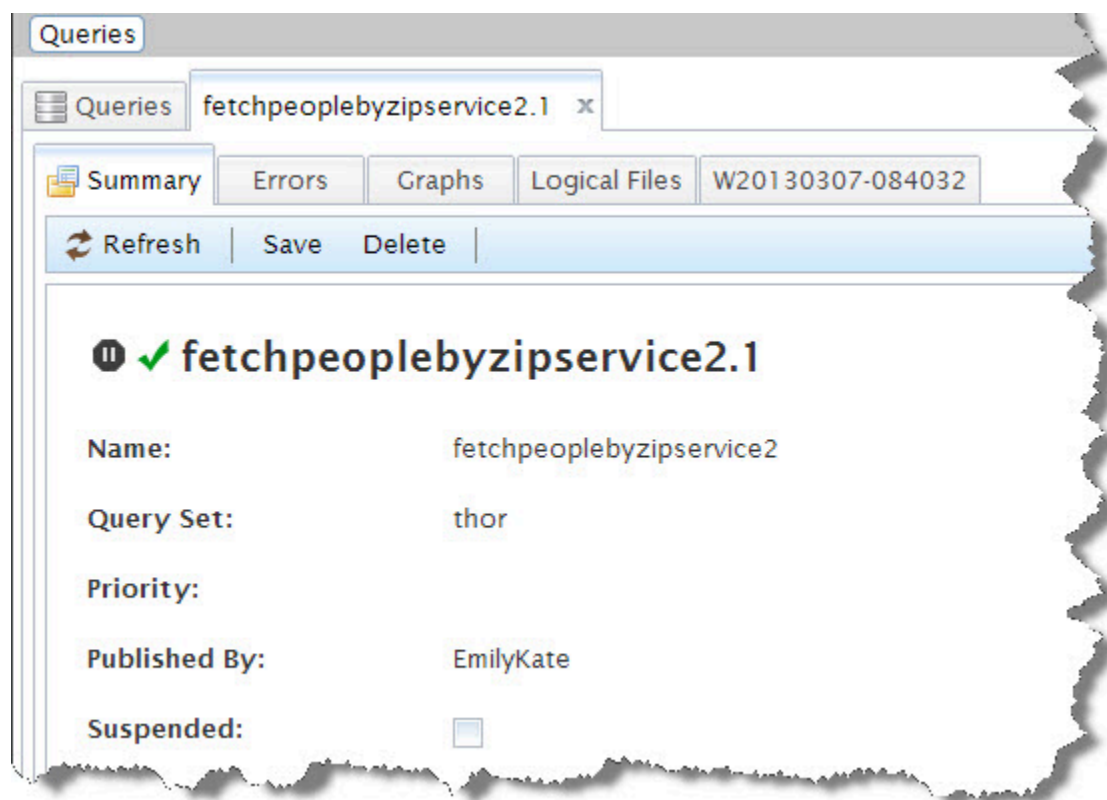 Queries
Queries fetchpeoplebyzipservice2.1 x
Summary Errors Graphs Logical Files W20130307-084032
Refresh Save Delete
fetchpeoplebyzipservice2.1
Name: fetchpeoplebyzipservice2
Query Set: thor
Priority:
Published By: EmilyKate
Suspended: